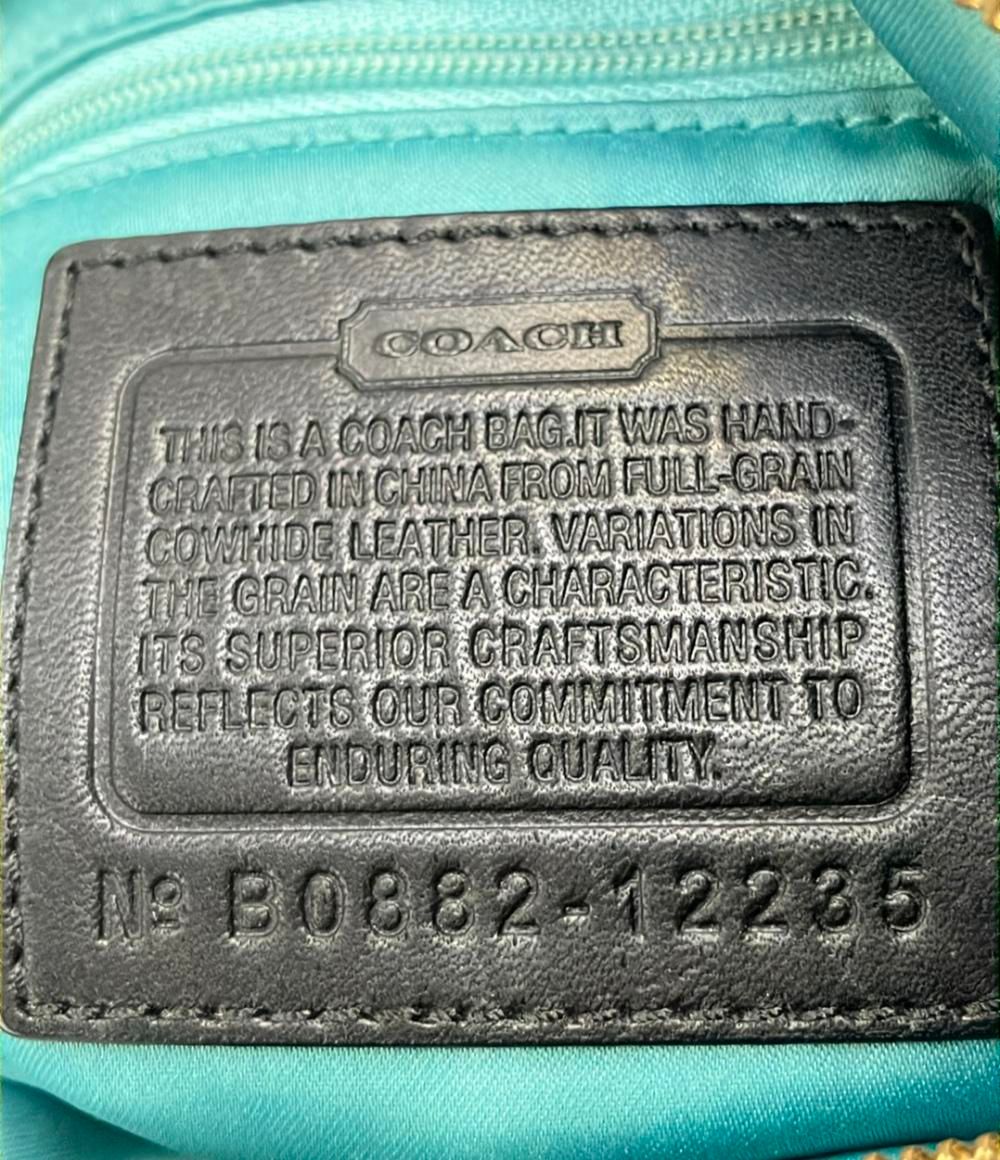 COACH
THIS IS A COACH BAG.IT WAS HAND-
CRAFTED IN CHINA FROM FULL-GRAIN
COWHIDE LEATHER. VARIATIONS IN
THE GRAIN ARE A CHARACTERISTIC.
ITS SUPERIOR CRAFTSMANSHIP
REFLECTS OUR COMMITMENT TO
ENDURING QUALITY.
Nº B0882-12235